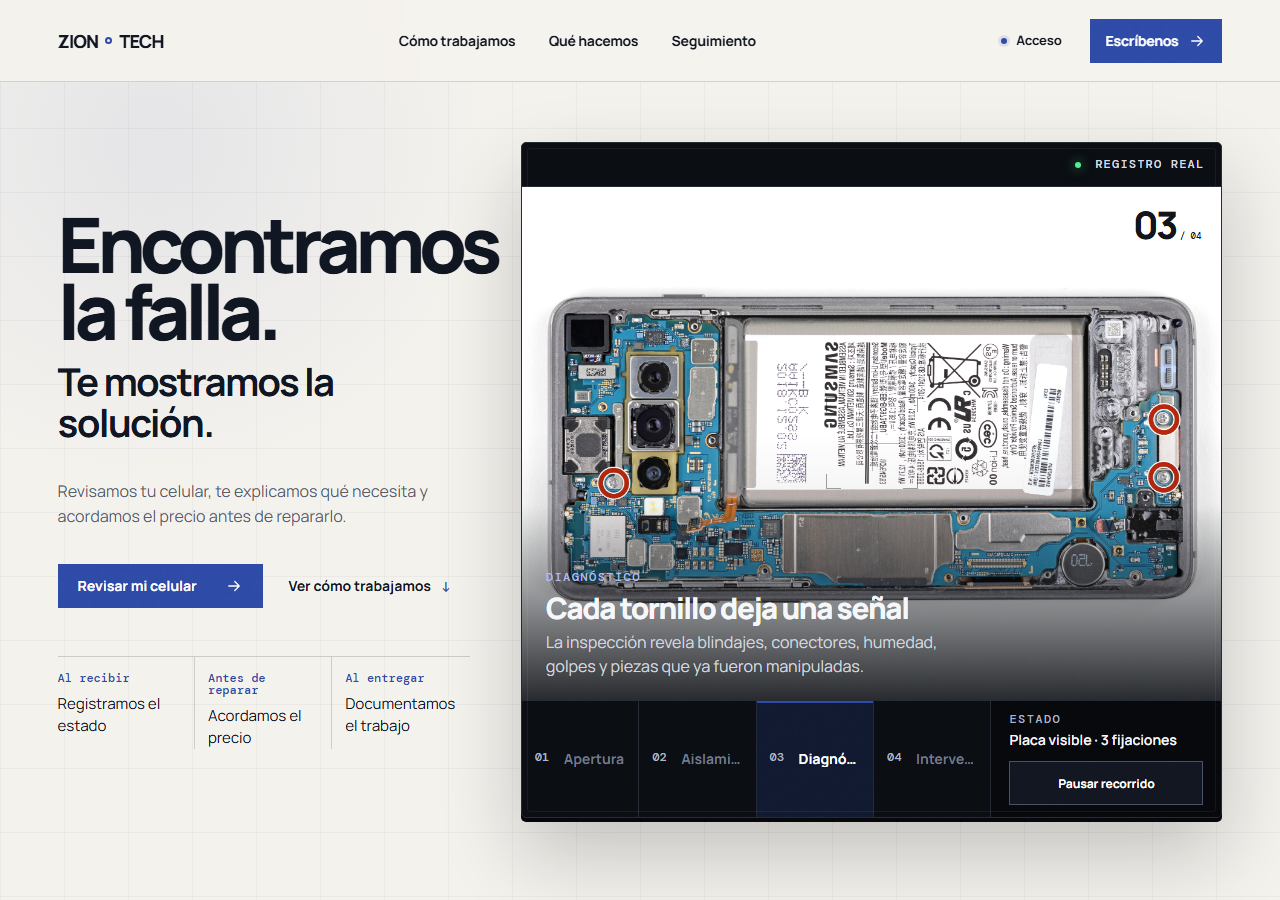 ZION TECH
Cómo trabajamos
Qué hacemos
Seguimiento
Acceso
Escríbenos →
Encontramos
la falla.
Te mostramos la
solución.
Revisamos tu celular, te explicamos qué necesita y
acordamos el precio antes de repararlo.
Revisar mi celular →
Ver cómo trabajamos ↓
Al recibir
Registramos el
estado
Antes de
reparar
Acordamos el
precio
Al entregar
Documentamos
el trabajo
REGISTRO REAL
03 / 04
SAMSUNG
DIAGNÓSTICO
Cada tornillo deja una señal
La inspección revela blindajes, conectores, humedad,
golpes y piezas que ya fueron manipuladas.
01 Apertura
02 Aislami...
03 Diagnó...
04 Interve...
ESTADO
Placa visible · 3 fijaciones
Pausar recorrido